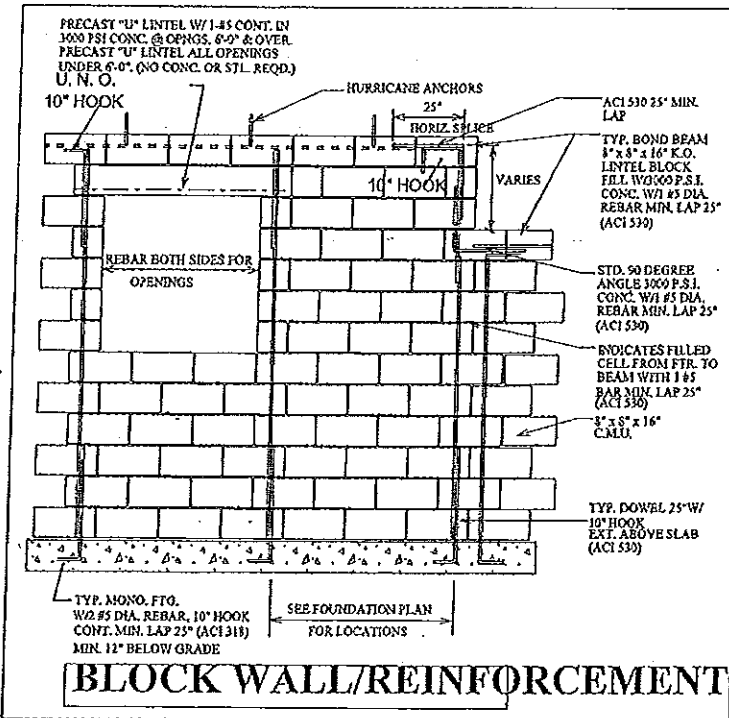 PRECAST "U" LINTEL W/ 1-#5 CONT. IN
3000 PSI CONC. @ OPNGS. 6'-0" & OVER.
PRECAST "U" LINTEL ALL OPENINGS
UNDER 6'-0". (NO CONC. OR STL. REQD.)
U. N. O.
10" HOOK
HURRICANE ANCHORS
25"
HORIZ. SPLICE
10" HOOK
VARIES
ACI 530 25" MIN.
LAP
TYP. BOND BEAM
8" x 8" x 16" K.O.
LINTEL BLOCK
FILL W/3000 P.S.I.
CONC. W/1 #5 DIA.
REBAR MIN. LAP 25"
(ACI 530)
REBAR BOTH SIDES FOR
OPENINGS
STD. 90 DEGREE
ANGLE 3000 P.S.I.
CONC. W/1 #5 DIA.
REBAR MIN. LAP 25"
(ACI 530)
INDICATES FILLED
CELL FROM FTR. TO
BEAM WITH 1 #5
BAR MIN. LAP 25"
(ACI 530)
8" x 8" x 16"
C.M.U.
TYP. DOWEL 25" W/
10" HOOK
EXT. ABOVE SLAB
(ACI 530)
TYP. MONO. FTG.
W/2 #5 DIA. REBAR, 10" HOOK
CONT. MIN. LAP 25" (ACI 318)
MIN. 12" BELOW GRADE
SEE FOUNDATION PLAN
FOR LOCATIONS
BLOCK WALL/REINFORCEMENT